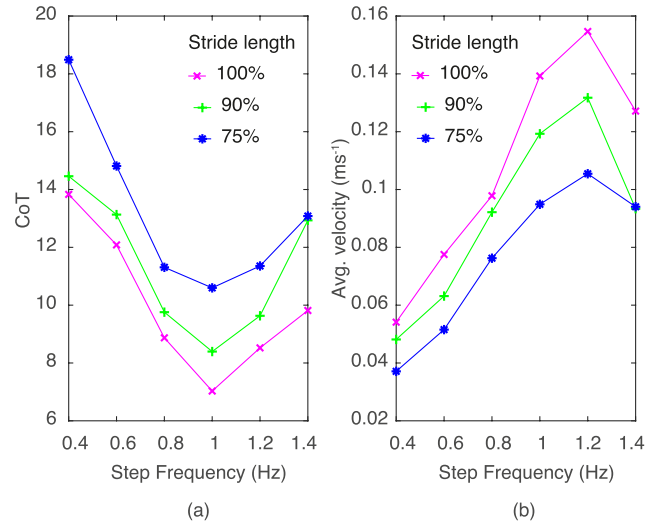 20
18
16
14
12
10
8
6
CoT
Stride length
100%
90%
75%
0.4 0.6 0.8 1 1.2 1.4
Step Frequency (Hz)
(a)
0.16
0.14
0.12
0.1
0.08
0.06
0.04
0.02
Avg. velocity (ms⁻¹)
Stride length
100%
90%
75%
0.4 0.6 0.8 1 1.2 1.4
Step Frequency (Hz)
(b)